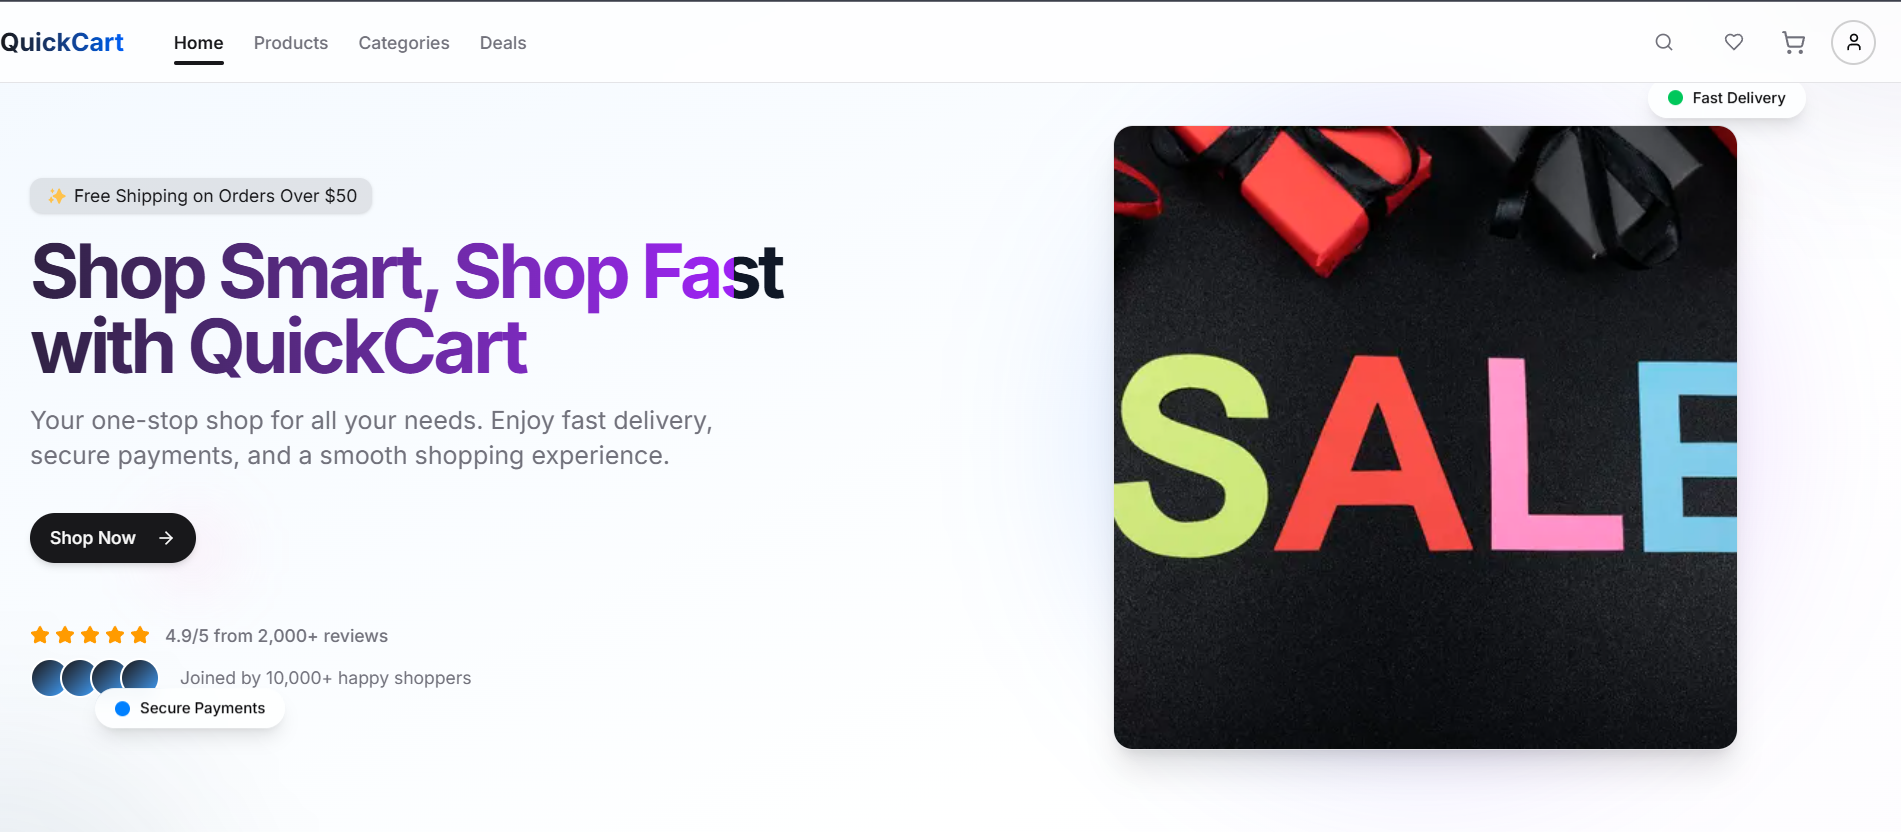 QuickCart
Home
Products
Categories
Deals
Fast Delivery
✨ Free Shipping on Orders Over $50
Shop Smart, Shop Fast
with QuickCart
Your one-stop shop for all your needs. Enjoy fast delivery,
secure payments, and a smooth shopping experience.
Shop Now →
4.9/5 from 2,000+ reviews
Joined by 10,000+ happy shoppers
Secure Payments
SALE